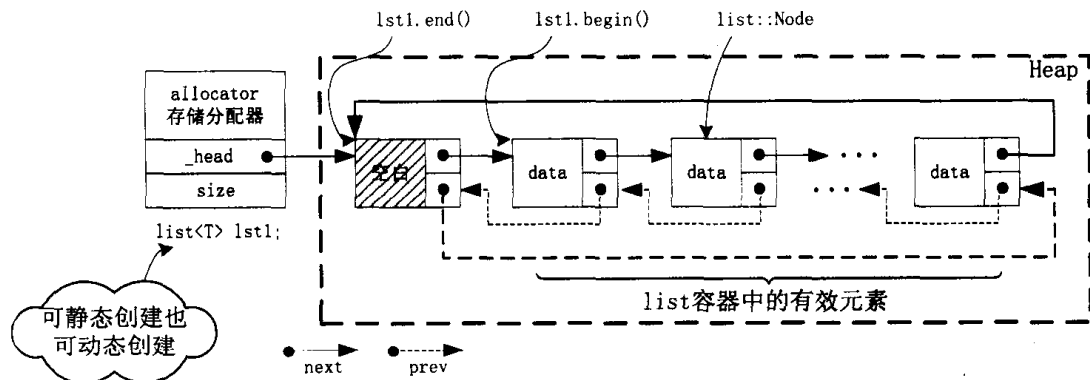 lst1.end()
lst1.begin()
list::Node
Heap
allocator
存储分配器
_head
size
空白
data
data
data
list<T> lst1;
list容器中的有效元素
可静态创建也
可动态创建
next
prev